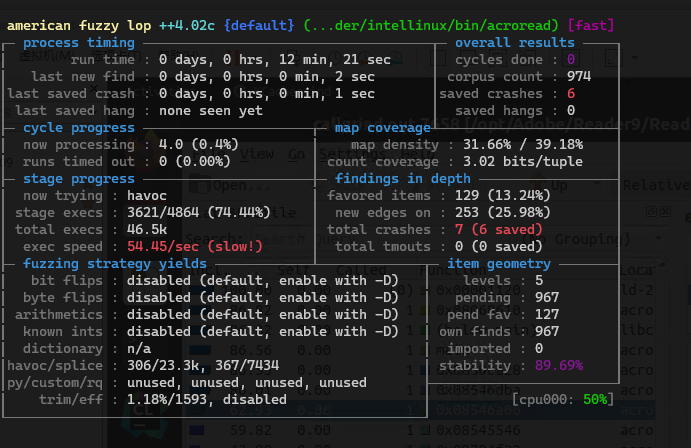 american fuzzy lop ++4.02c {default} (...der/intellinux/bin/acroread) [fast]
process timing
overall results
run time : 0 days, 0 hrs, 12 min, 21 sec
cycles done : 0
last new find : 0 days, 0 hrs, 0 min, 2 sec
corpus count : 974
last saved crash : 0 days, 0 hrs, 0 min, 1 sec
saved crashes : 6
last saved hang : none seen yet
saved hangs : 0
cycle progress
map coverage
now processing : 4.0 (0.4%)
map density : 31.66% / 39.18%
runs timed out : 0 (0.00%)
count coverage : 3.02 bits/tuple
stage progress
findings in depth
now trying : havoc
favored items : 129 (13.24%)
stage execs : 3621/4864 (74.44%)
new edges on : 253 (25.98%)
total execs : 46.5k
total crashes : 7 (6 saved)
exec speed : 54.45/sec (slow!)
total tmouts : 0 (0 saved)
fuzzing strategy yields
item geometry
bit flips : disabled (default, enable with -D)
levels : 5
byte flips : disabled (default, enable with -D)
pending : 967
arithmetics : disabled (default, enable with -D)
pend fav : 127
known ints : disabled (default, enable with -D)
own finds : 967
dictionary : n/a
imported : 0
havoc/splice : 306/23.3k, 367/7434
stability : 89.69%
py/custom/rq : unused, unused, unused, unused
trim/eff : 1.18%/1593, disabled
[cpu000: 50%]